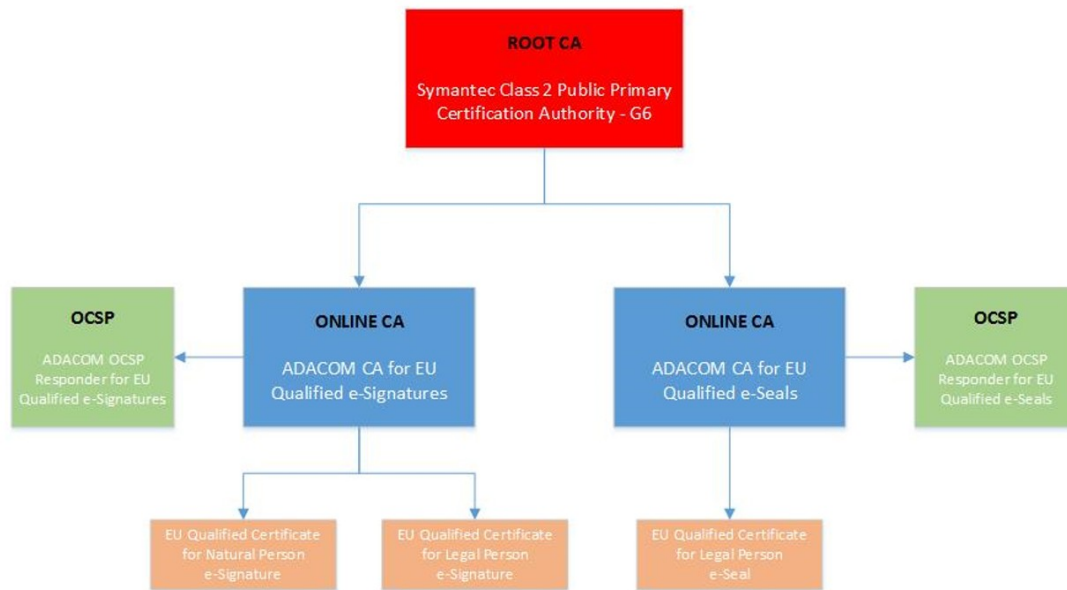 ROOT CA
Symantec Class 2 Public Primary
Certification Authority - G6
OCSP
ADACOM OCSP
Responder for EU
Qualified e-Signatures
ONLINE CA
ADACOM CA for EU
Qualified e-Signatures
ONLINE CA
ADACOM CA for EU
Qualified e-Seals
OCSP
ADACOM OCSP
Responder for EU
Qualified e-Seals
EU Qualified Certificate
for Natural Person
e-Signature
EU Qualified Certificate
for Legal Person
e-Signature
EU Qualified Certificate
for Legal Person
e-Seal